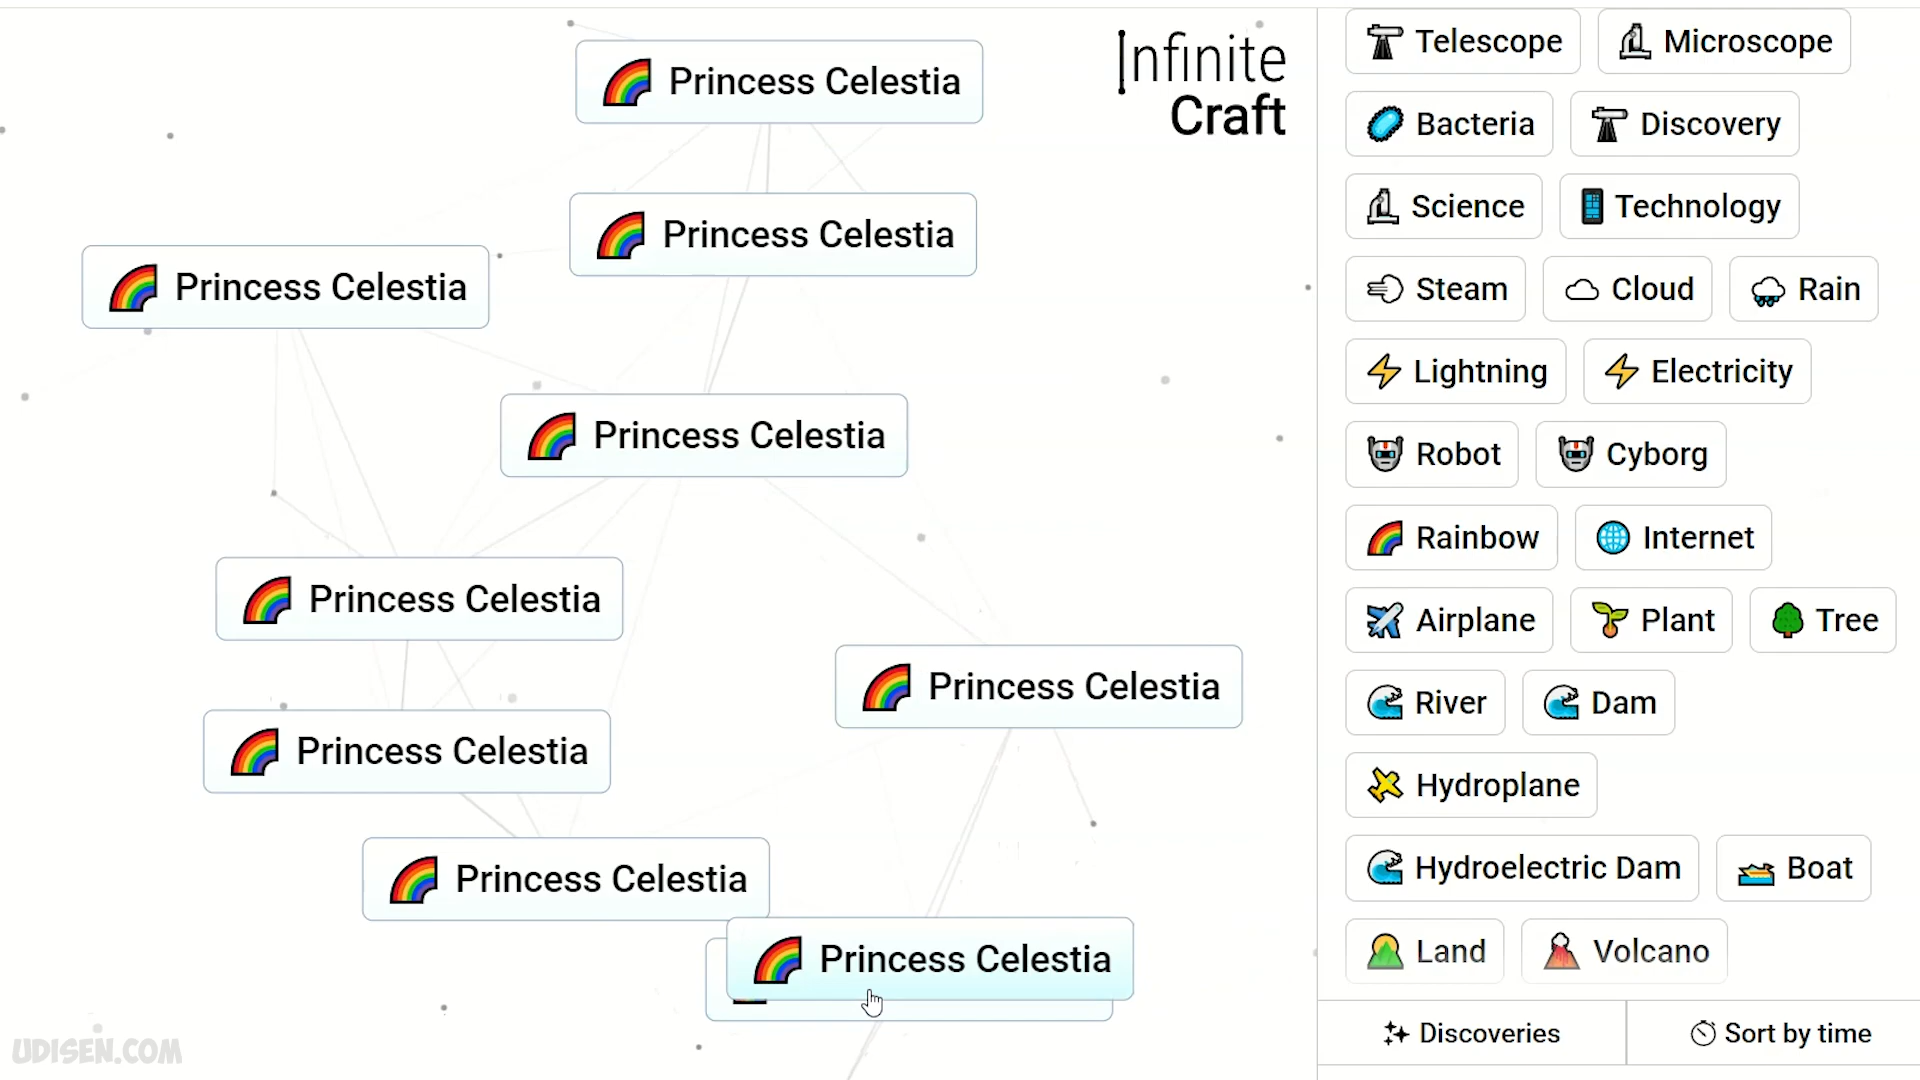 Princess Celestia
Infinite
Craft
Princess Celestia
Princess Celestia
Princess Celestia
Princess Celestia
Princess Celestia
Princess Celestia
Princess Celestia
Princess Celestia
UDISEN.COM
Telescope Microscope
Bacteria Discovery
Science Technology
Steam Cloud Rain
Lightning Electricity
Robot Cyborg
Rainbow Internet
Airplane Plant Tree
River Dam
Hydroplane
Hydroelectric Dam Boat
Land Volcano
Discoveries Sort by time